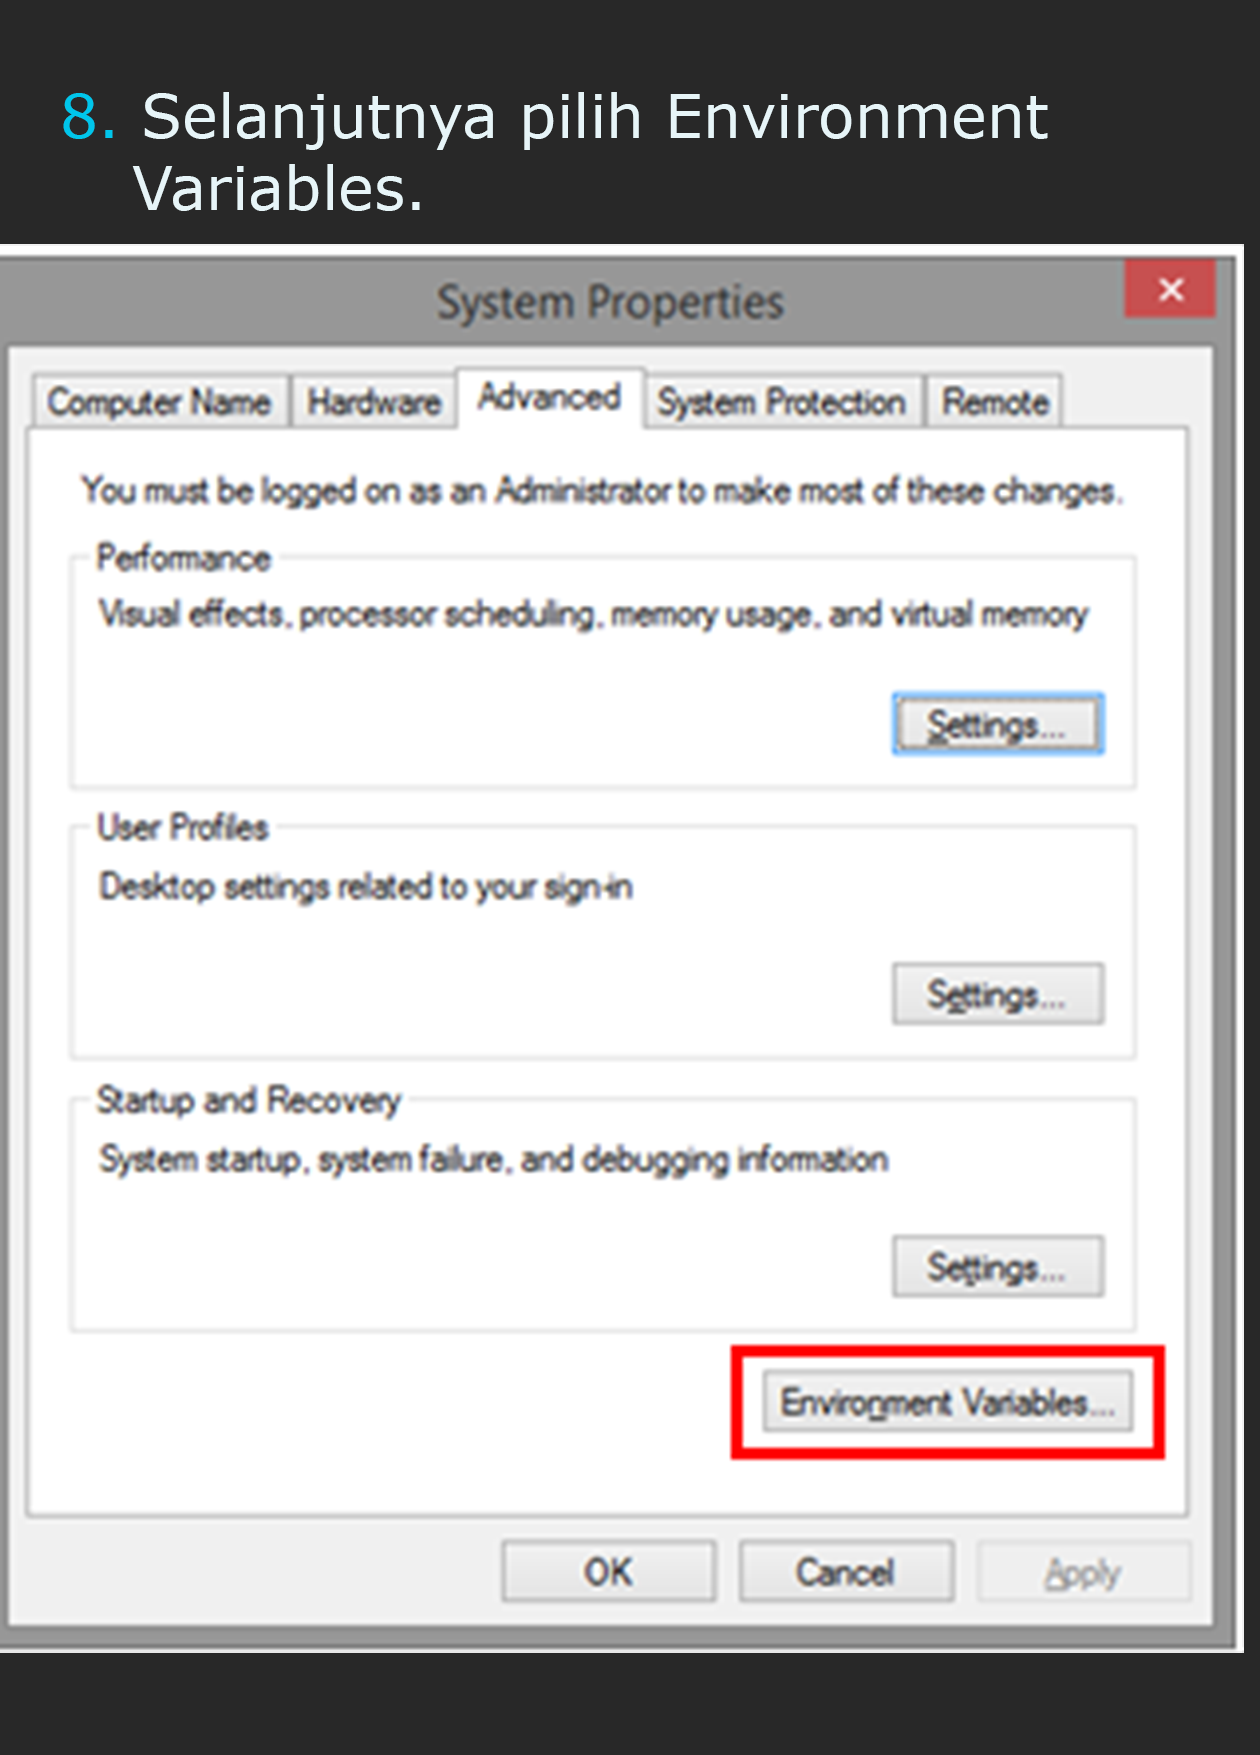 8. Selanjutnya pilih Environment
Variables.
System Properties
Computer Name Hardware Advanced System Protection Remote
You must be logged on as an Administrator to make most of these changes.
Performance
Visual effects, processor scheduling, memory usage, and virtual memory
Settings...
User Profiles
Desktop settings related to your sign-in
Settings...
Startup and Recovery
System startup, system failure, and debugging information
Settings...
Environment Variables...
OK Cancel Apply